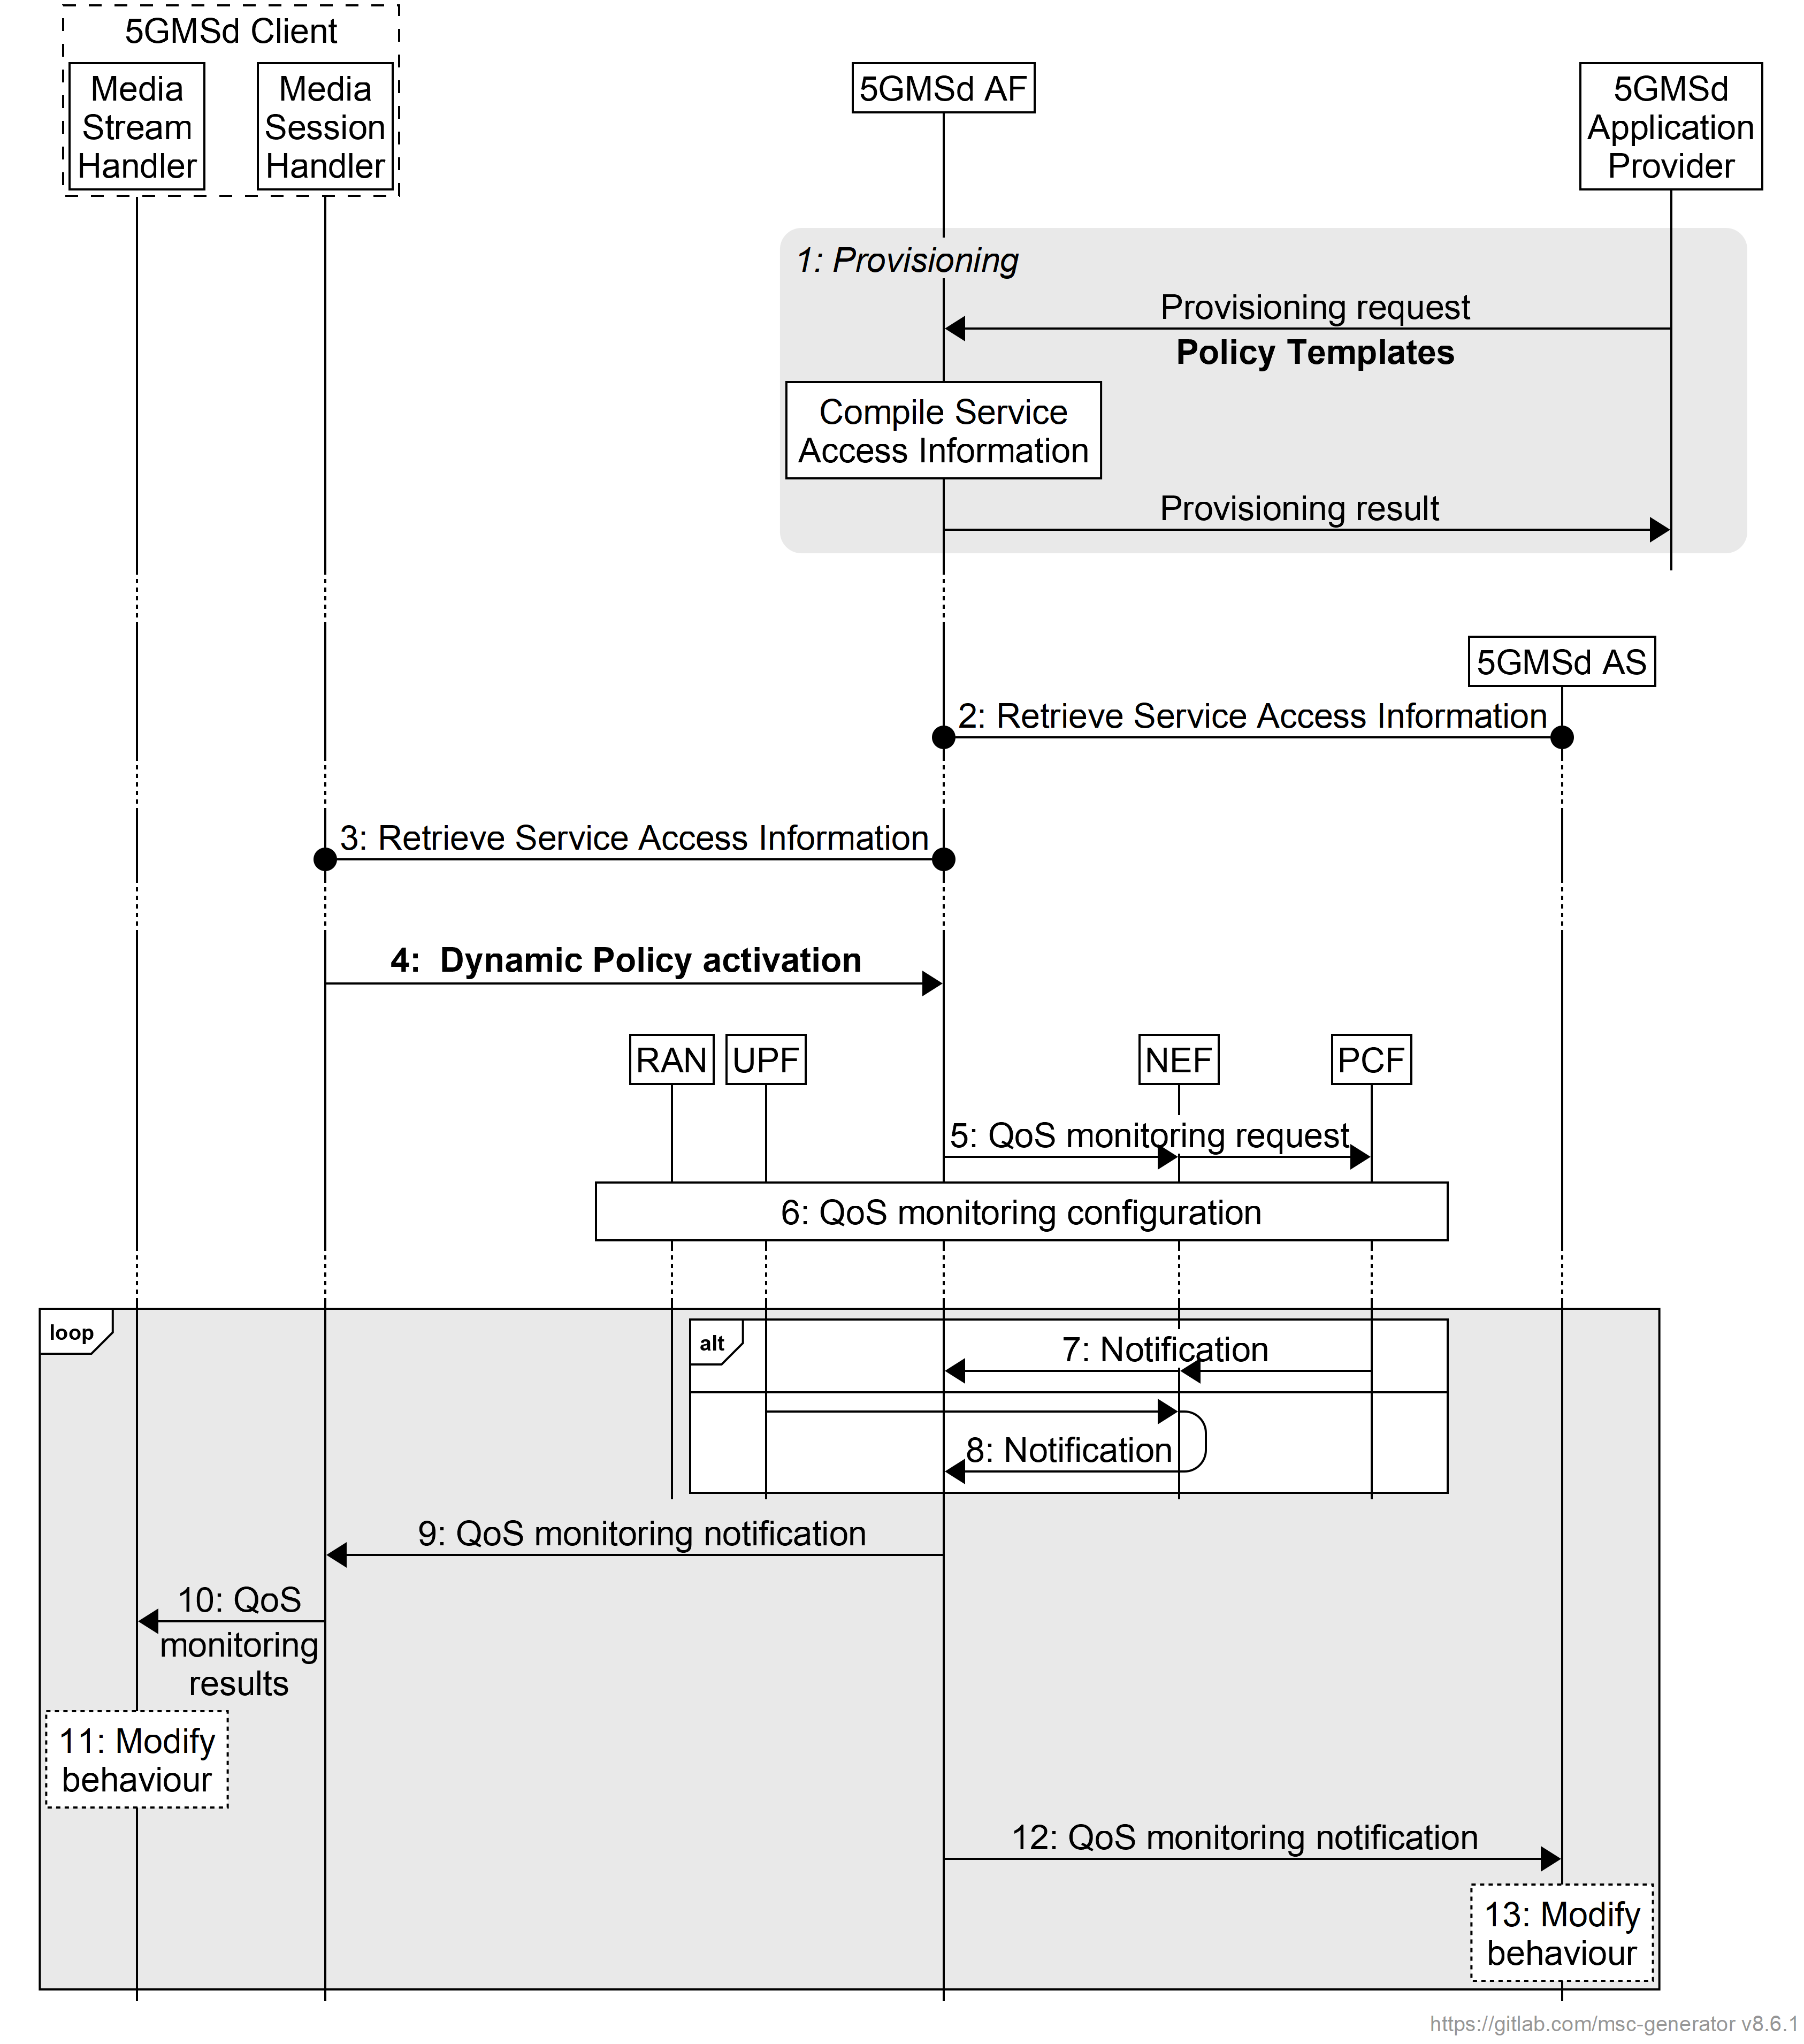 5GMSd Client
Media
Stream
Handler
Media
Session
Handler
5GMSd AF
5GMSd
Application
Provider
1: Provisioning
Provisioning request
Policy Templates
Compile Service
Access Information
Provisioning result
5GMSd AS
2: Retrieve Service Access Information
3: Retrieve Service Access Information
4:  Dynamic Policy activation
RAN
UPF
NEF
PCF
5: QoS monitoring request
6: QoS monitoring configuration
loop
alt
7: Notification
8: Notification
9: QoS monitoring notification
10: QoS
monitoring
results
11: Modify
behaviour
12: QoS monitoring notification
13: Modify
behaviour
https://gitlab.com/msc-generator v8.6.1